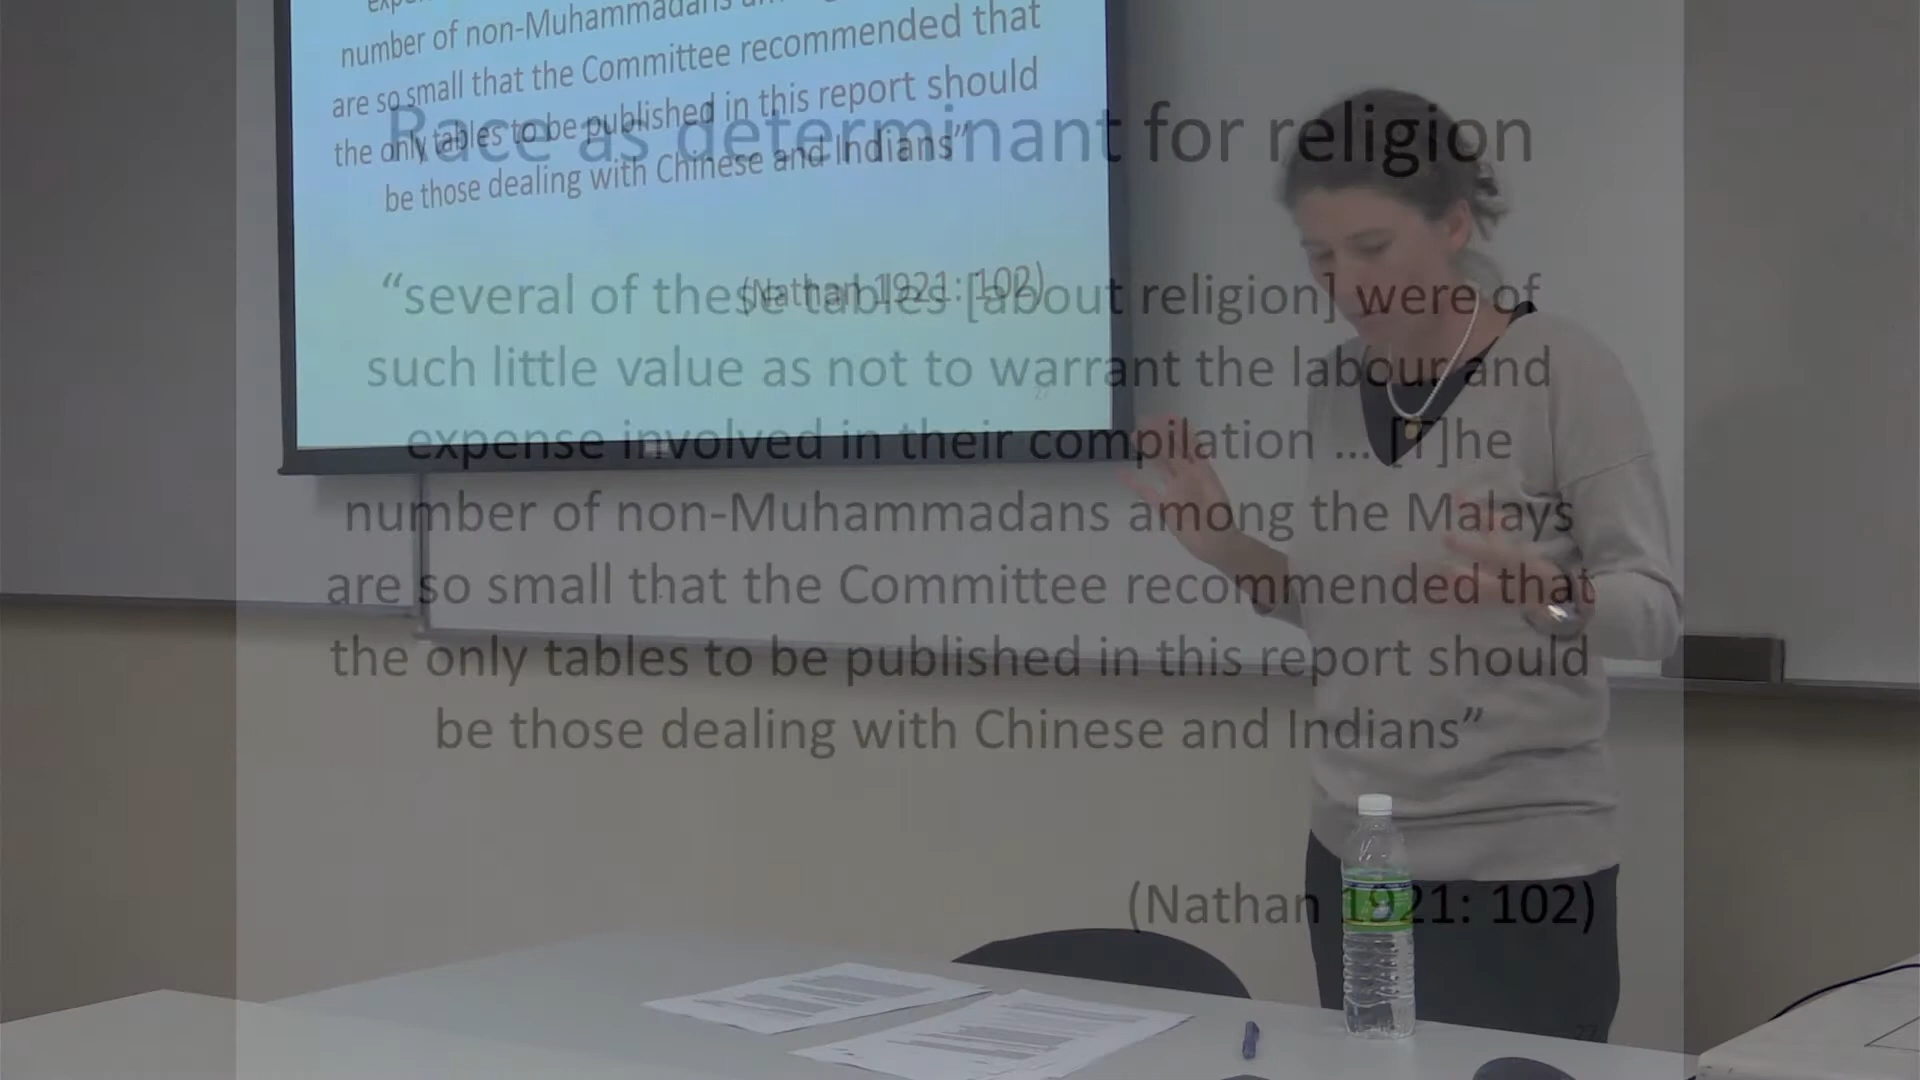 number of non-Muhammadans
are so small that the Committee recommended that
the only tables to be published in this report should
be those dealing with Chinese and Indians”
(Nathan 1921: 102)
27
Race as determinant for religion
“several of these tables [about religion] were of
such little value as not to warrant the labour and
expense involved in their compilation ... [T]he
number of non-Muhammadans among the Malays
are so small that the Committee recommended that
the only tables to be published in this report should
be those dealing with Chinese and Indians”
(Nathan 1921: 102)
27